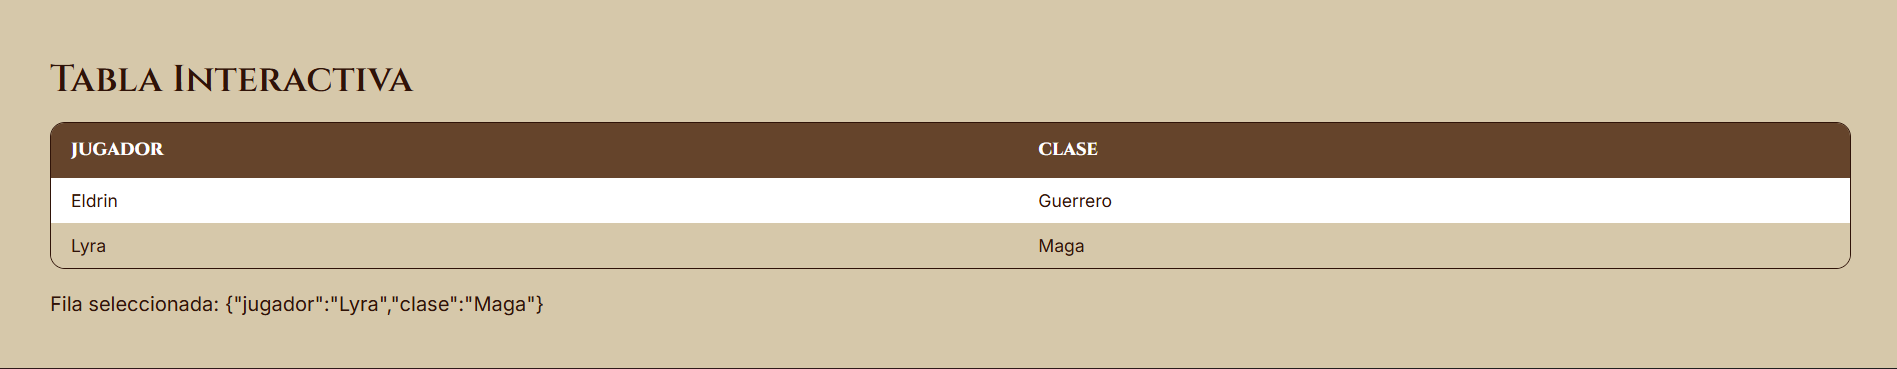 Tabla Interactiva
JUGADOR CLASE
Eldrin Guerrero
Lyra Maga
Fila seleccionada: {"jugador":"Lyra","clase":"Maga"}